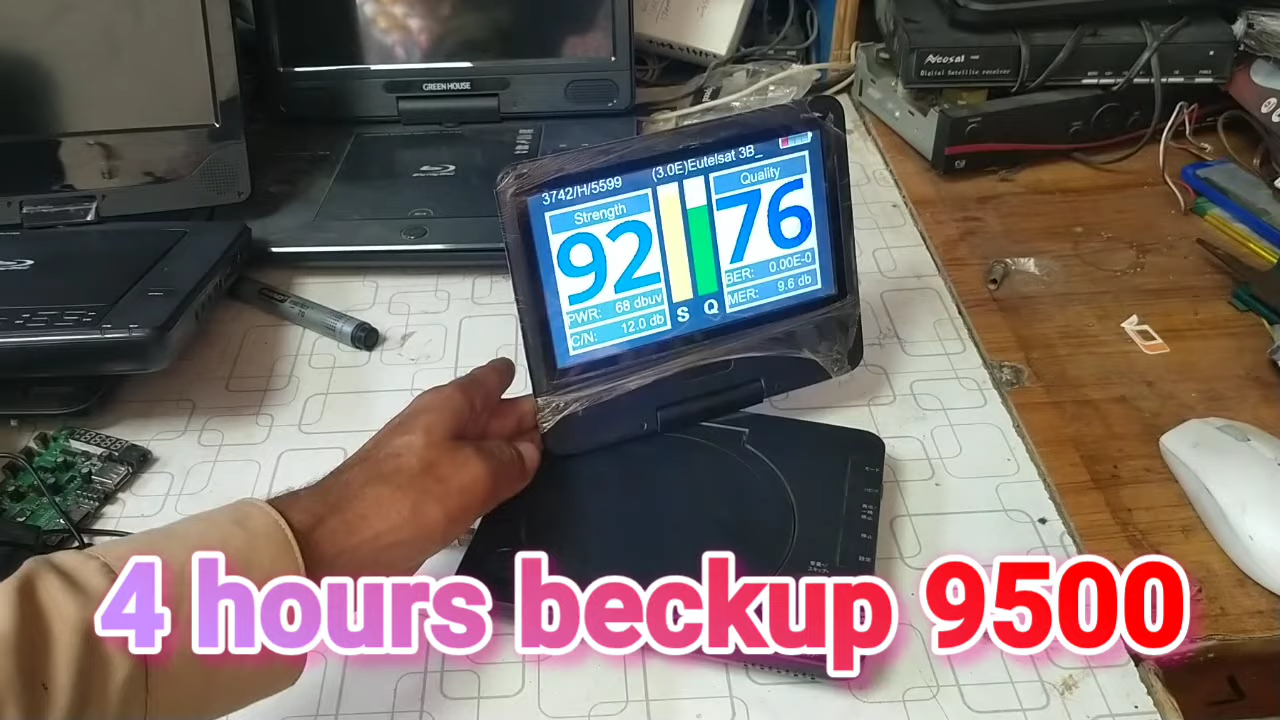 GREEN HOUSE
Acosat
Digital Satellite receiver
3742/H/5599 (3.0E)Eutelsat 3B_
Strength
92
PWR: 68 dbuv
C/N: 12.0 db
S Q
Quality
76
BER: 0.00E-0
MER: 9.6 db
4 hours beckup 9500